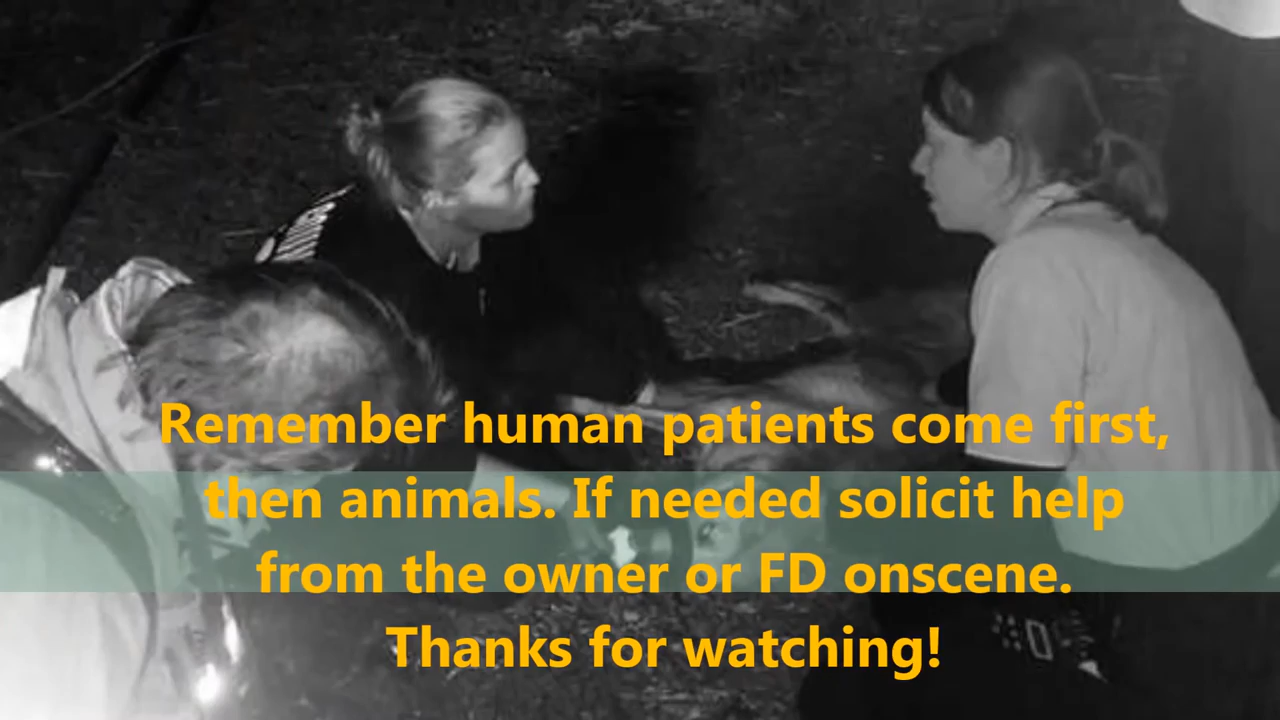 Remember human patients come first,
then animals. If needed solicit help
from the owner or FD onscene.
Thanks for watching!